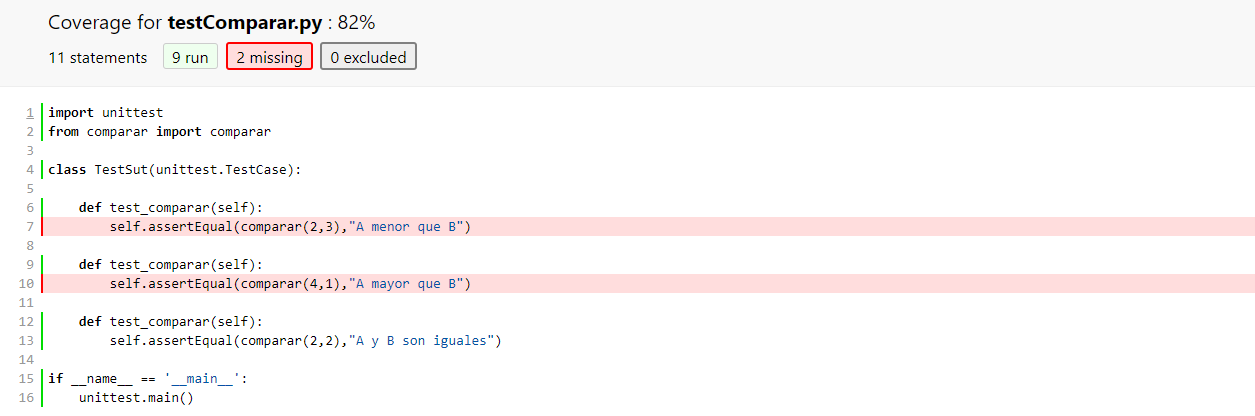 Coverage for testComparar.py : 82%
11 statements 9 run 2 missing 0 excluded
1 import unittest
2 from comparar import comparar
3
4 class TestSut(unittest.TestCase):
5
6     def test_comparar(self):
7         self.assertEqual(comparar(2,3),"A menor que B")
8
9     def test_comparar(self):
10         self.assertEqual(comparar(4,1),"A mayor que B")
11
12     def test_comparar(self):
13         self.assertEqual(comparar(2,2),"A y B son iguales")
14
15 if __name__ == '__main__':
16     unittest.main()